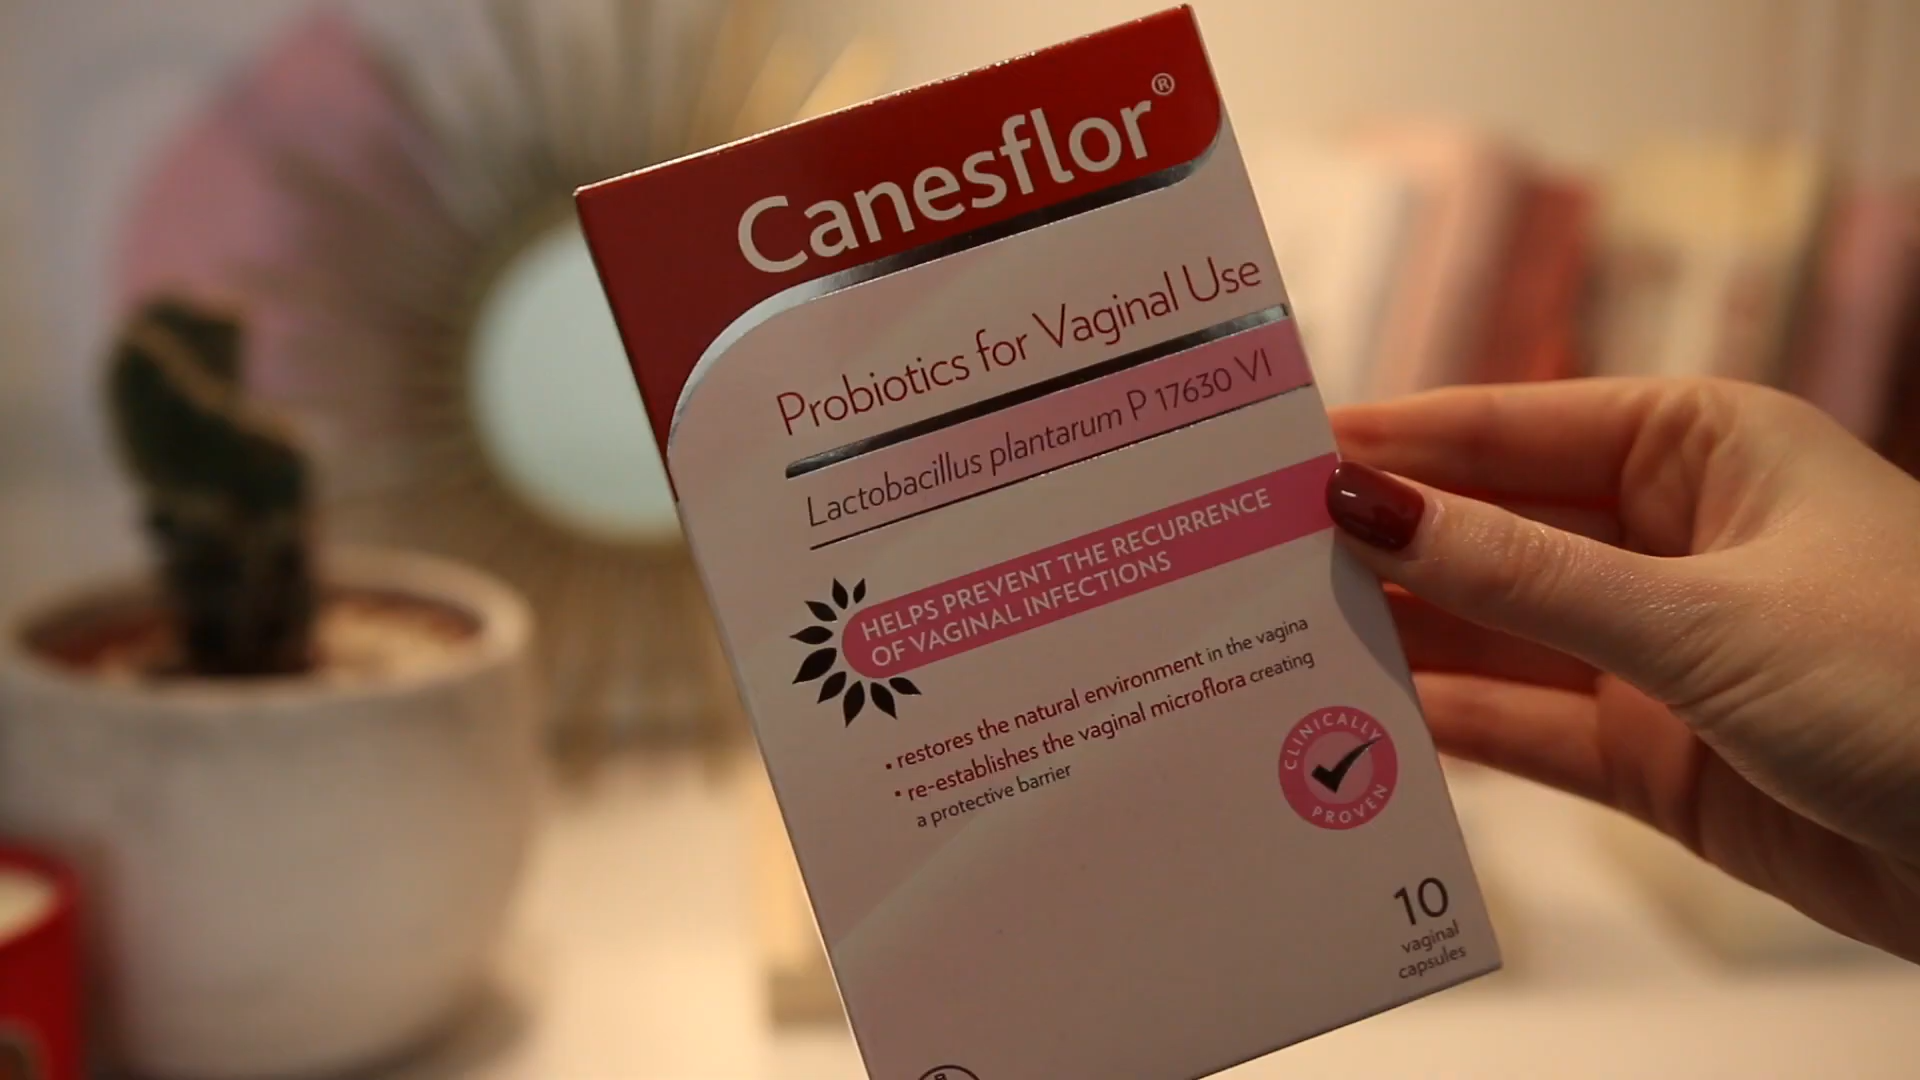 Canesflor®
Probiotics for Vaginal Use
Lactobacillus plantarum P 17630 VI
HELPS PREVENT THE RECURRENCE
OF VAGINAL INFECTIONS
• restores the natural environment in the vagina
• re-establishes the vaginal microflora creating
a protective barrier
CLINICALLY
PROVEN
10
vaginal
capsules